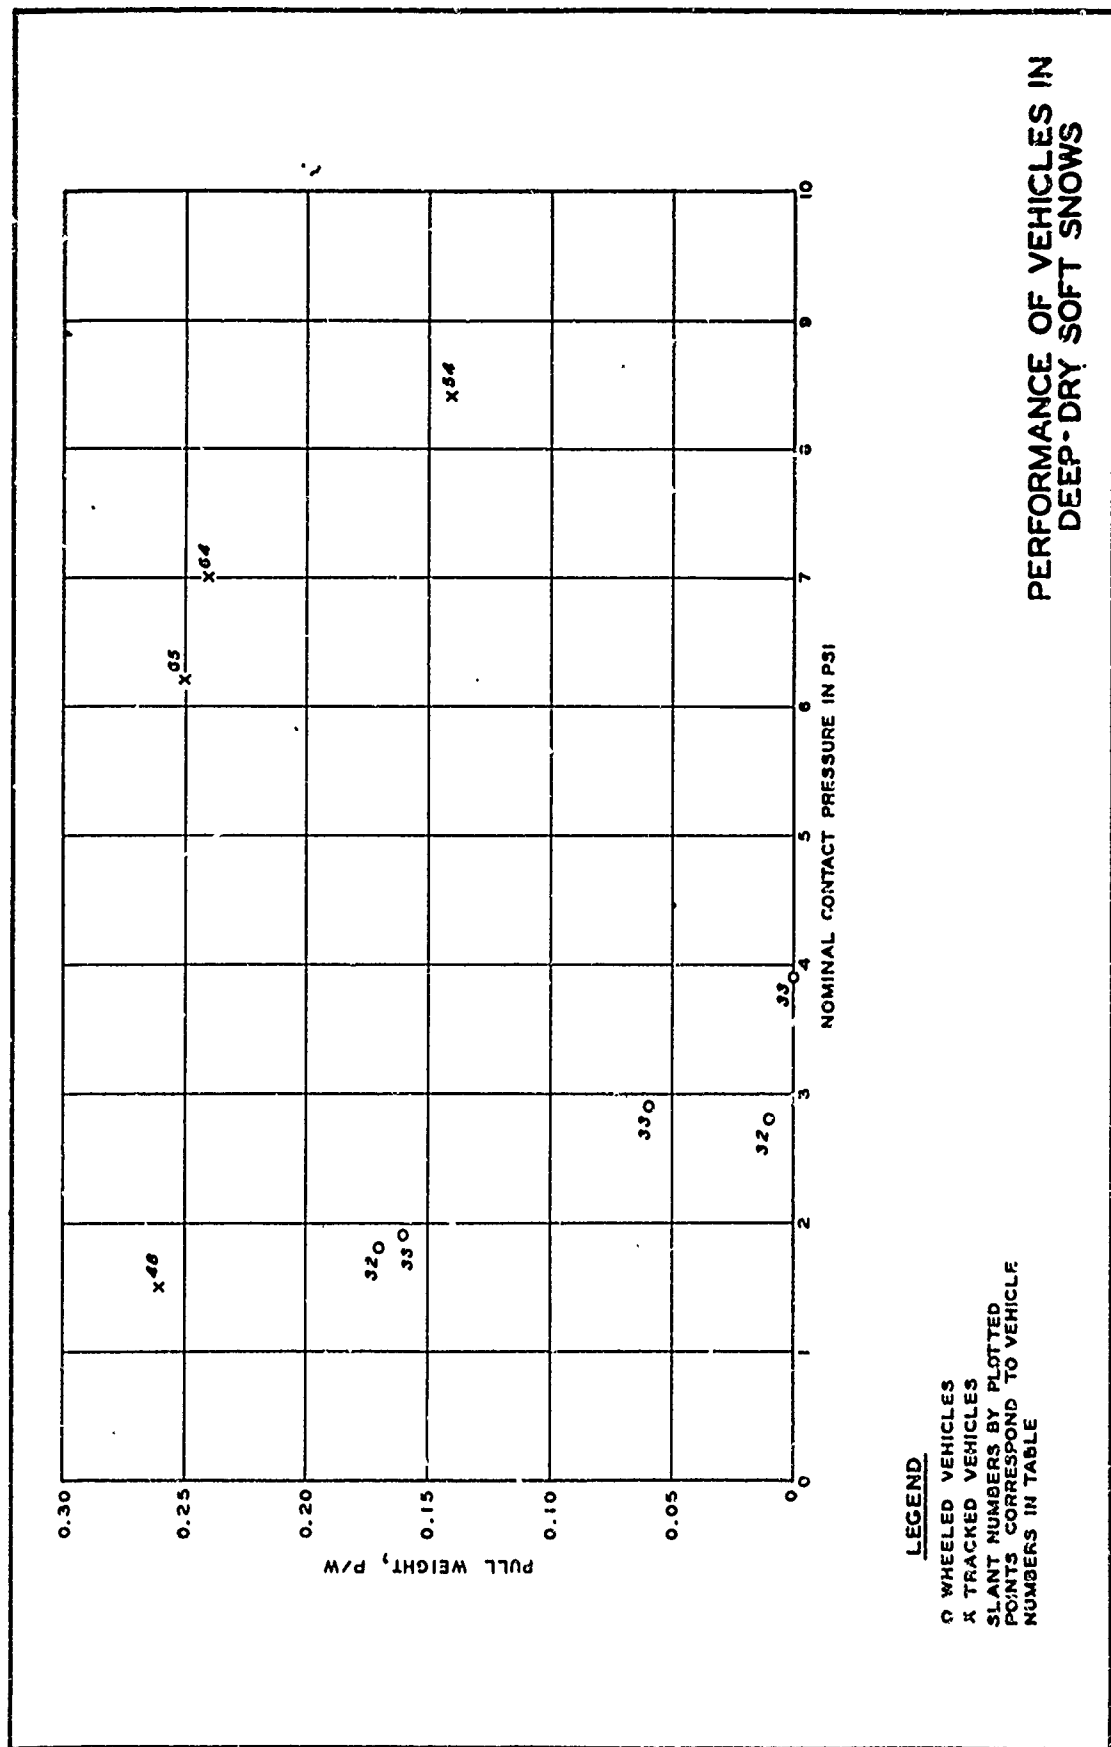 0.30
0.25
0.20
0.15
0.10
0.05
0
PULL WEIGHT, P/W
0 1 2 3 4 5 6 7 8 9 10
NOMINAL CONTACT PRESSURE IN PSI
48
32
33
33
32
33
65
64
54
LEGEND
O WHEELED VEHICLES
X TRACKED VEHICLES
SLANT NUMBERS BY PLOTTED
POINTS CORRESPOND TO VEHICLE
NUMBERS IN TABLE
PERFORMANCE OF VEHICLES IN
DEEP-DRY SOFT SNOWS